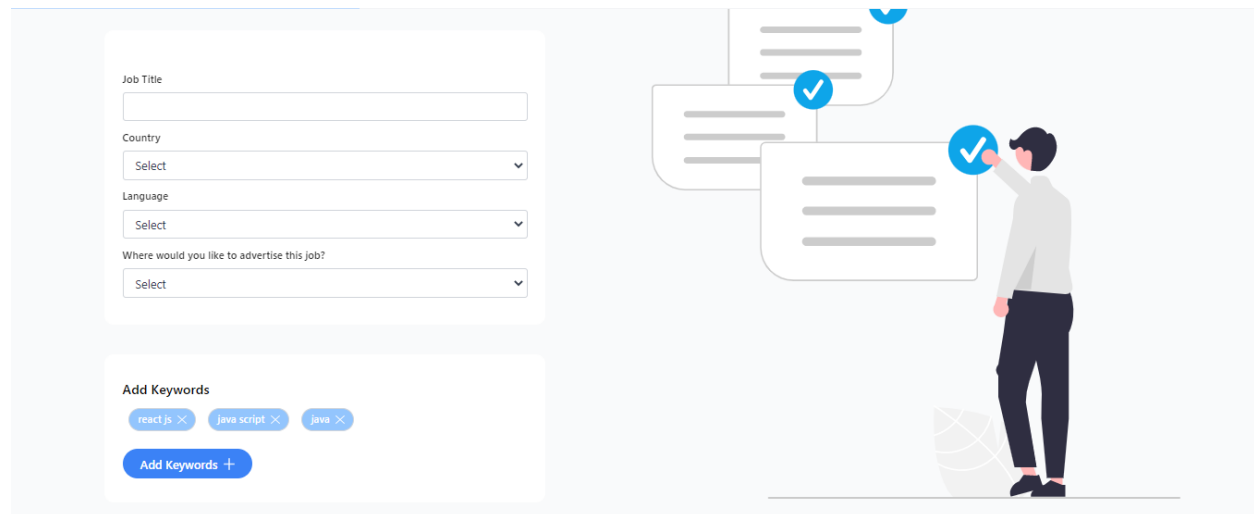 Job Title
Country
Select
Language
Select
Where would you like to advertise this job?
Select
Add Keywords
react js
java script
java
Add Keywords